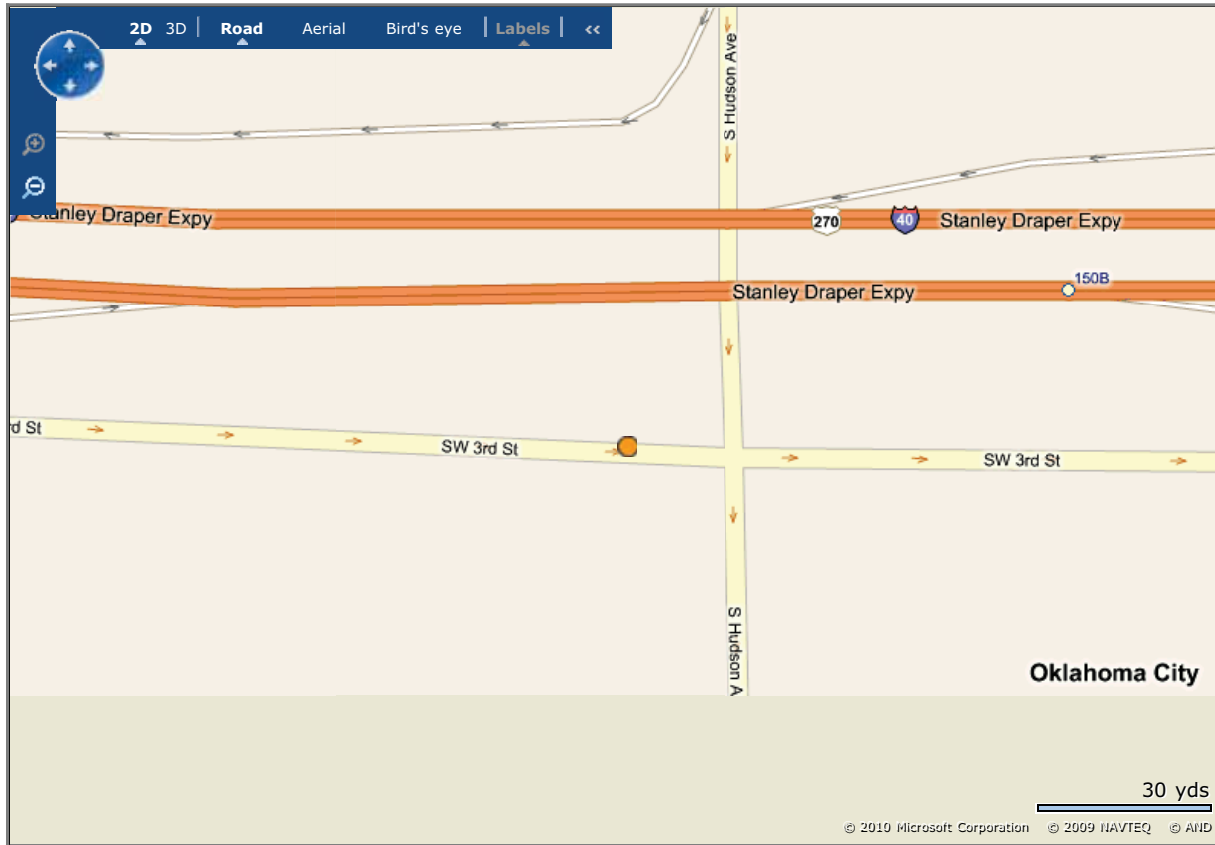 2D 3D | Road Aerial Bird's eye | Labels | <<
S Hudson Ave
Stanley Draper Expy
270
40
Stanley Draper Expy
150B
Stanley Draper Expy
rd St
SW 3rd St
SW 3rd St
S Hudson A
Oklahoma City
30 yds
© 2010 Microsoft Corporation © 2009 NAVTEQ © AND